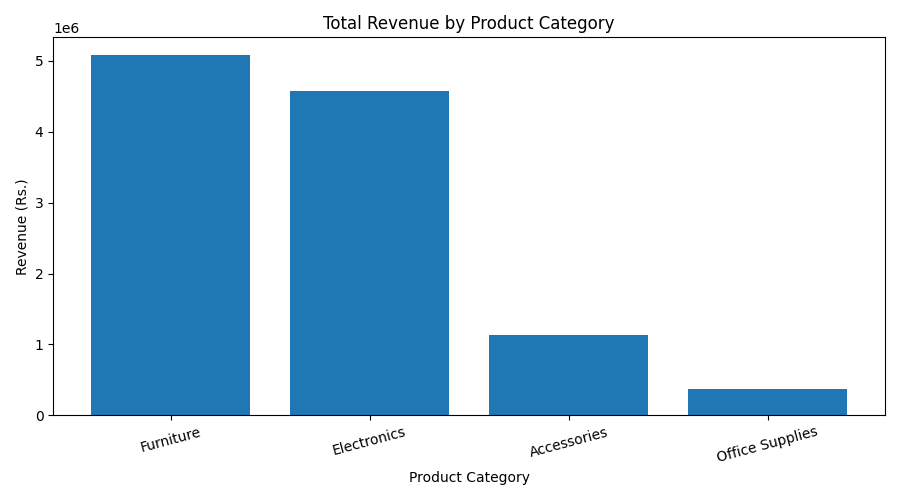 Total Revenue by Product Category
1e6
5
4
3
2
1
0
Revenue (Rs.)
Furniture
Electronics
Accessories
Office Supplies
Product Category